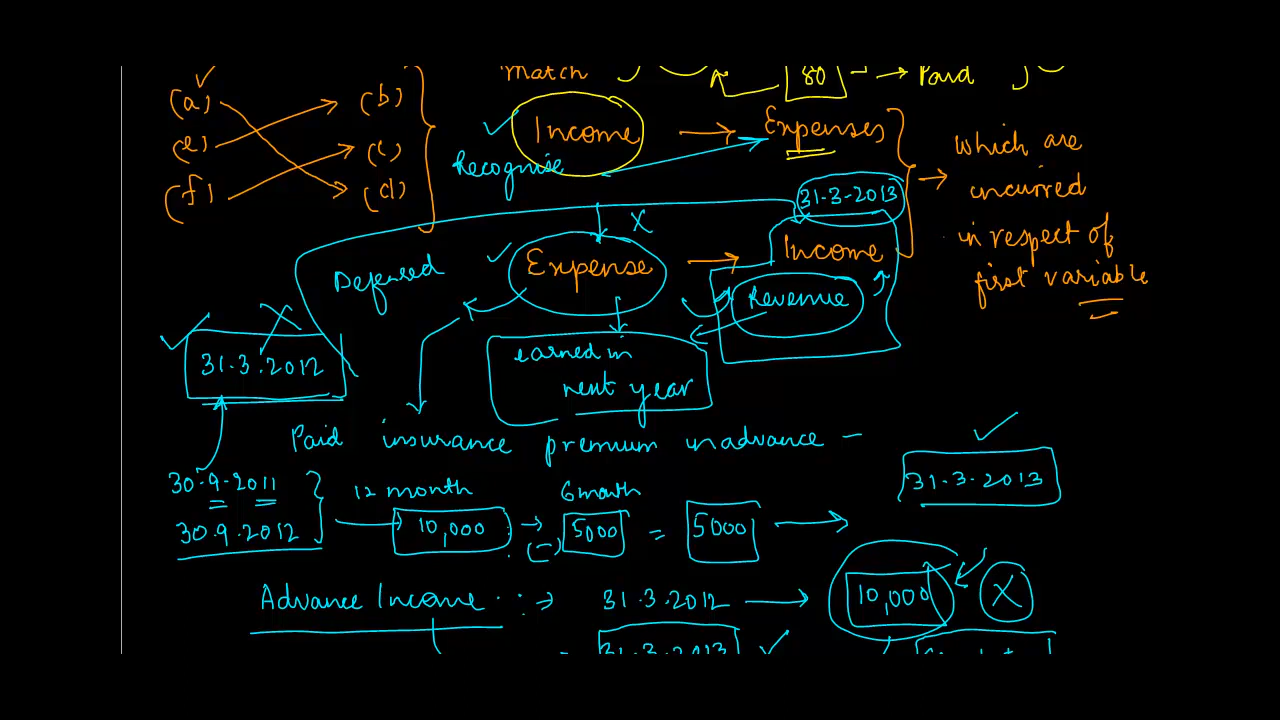 Match 80 → Paid
(a) (b)
(e) (c)
(f) (d)
Income → Expenses
Recognise
which are
incurred
in respect of
first variable
31-3-2013
X
Defeased Expense → Income
Revenue
31.3.2012
earned in
next year
Paid insurance premium in advance —
31.3.2013
30.9.2011
30.9.2012
12 month 6 month
10,000 → (-) 5000 = 5000 →
Advance Income ∴ ⇒ 31.3.2012 → 10,000 X
= 31.3.2013